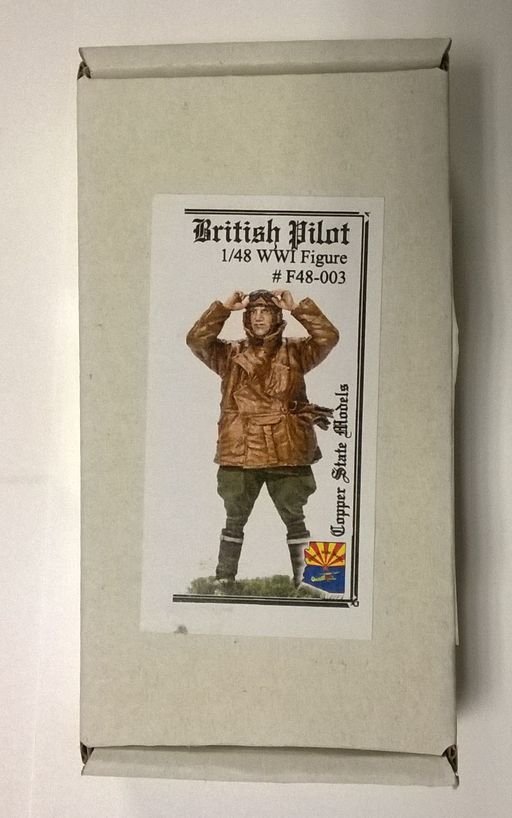 British Pilot
1/48 WWI Figure
# F48-003
Copper State Models